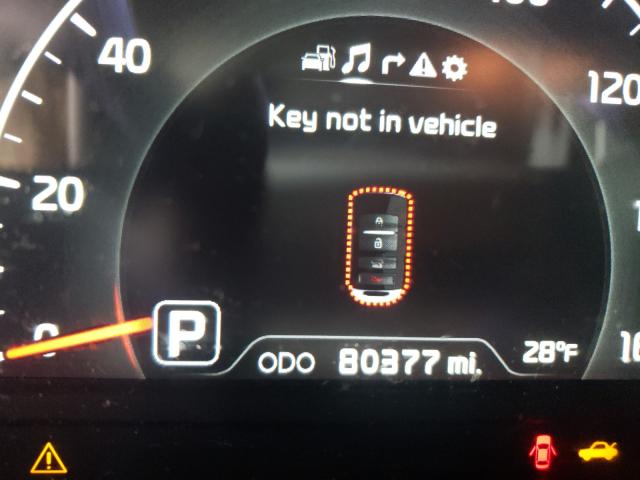 40
120
Key not in vehicle
20
0
P
ODO 80377 mi.
28°F